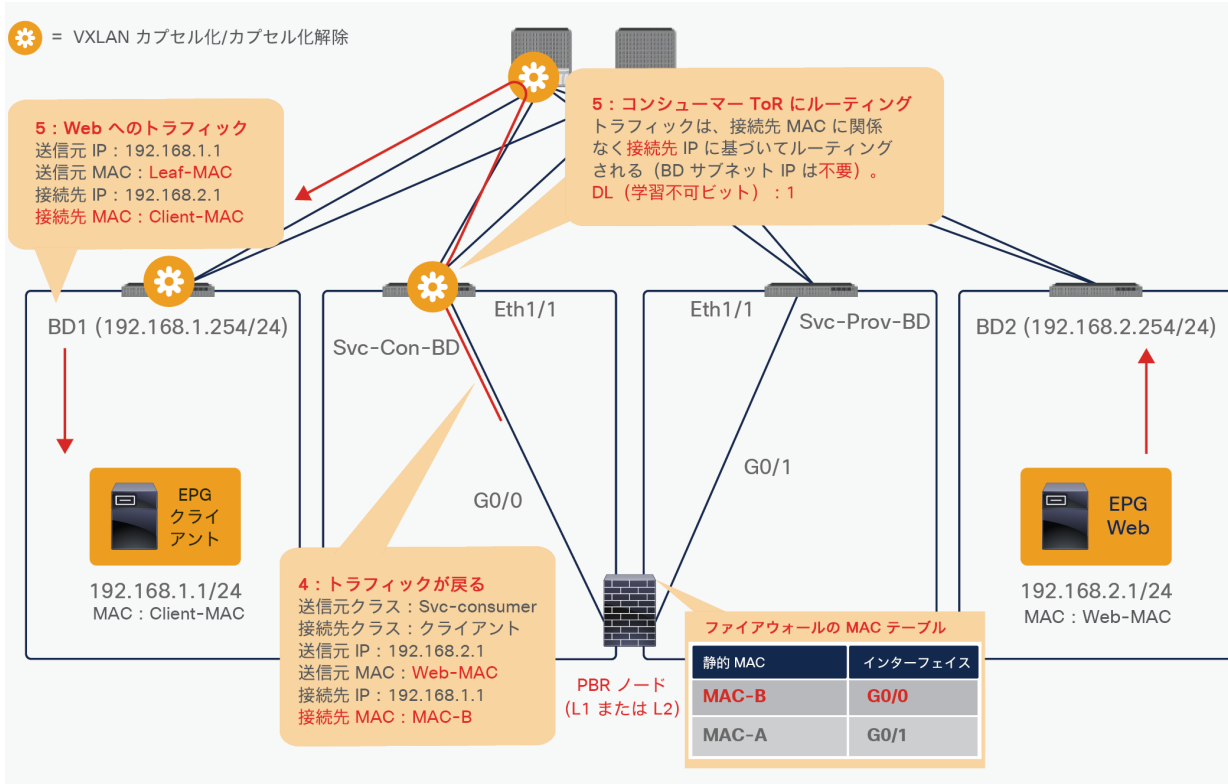 = VXLAN カプセル化/カプセル化解除
5：Web へのトラフィック
送信元 IP：192.168.1.1
送信元 MAC：Leaf-MAC
接続先 IP：192.168.2.1
接続先 MAC：Client-MAC
5：コンシューマー ToR にルーティング
トラフィックは、接続先 MAC に関係
なく接続先 IP に基づいてルーティング
される（BD サブネット IP は不要）。
DL（学習不可ビット）：1
BD1 (192.168.1.254/24)
Svc-Con-BD
Eth1/1
Eth1/1
Svc-Prov-BD
BD2 (192.168.2.254/24)
G0/0
G0/1
EPG
クライ
アント
192.168.1.1/24
MAC：Client-MAC
4：トラフィックが戻る
送信元クラス：Svc-consumer
接続先クラス：クライアント
送信元 IP：192.168.2.1
送信元 MAC：Web-MAC
接続先 IP：192.168.1.1
接続先 MAC：MAC-B
PBR ノード
(L1 または L2)
ファイアウォールの MAC テーブル
静的 MAC インターフェイス
MAC-B G0/0
MAC-A G0/1
EPG
Web
192.168.2.1/24
MAC：Web-MAC